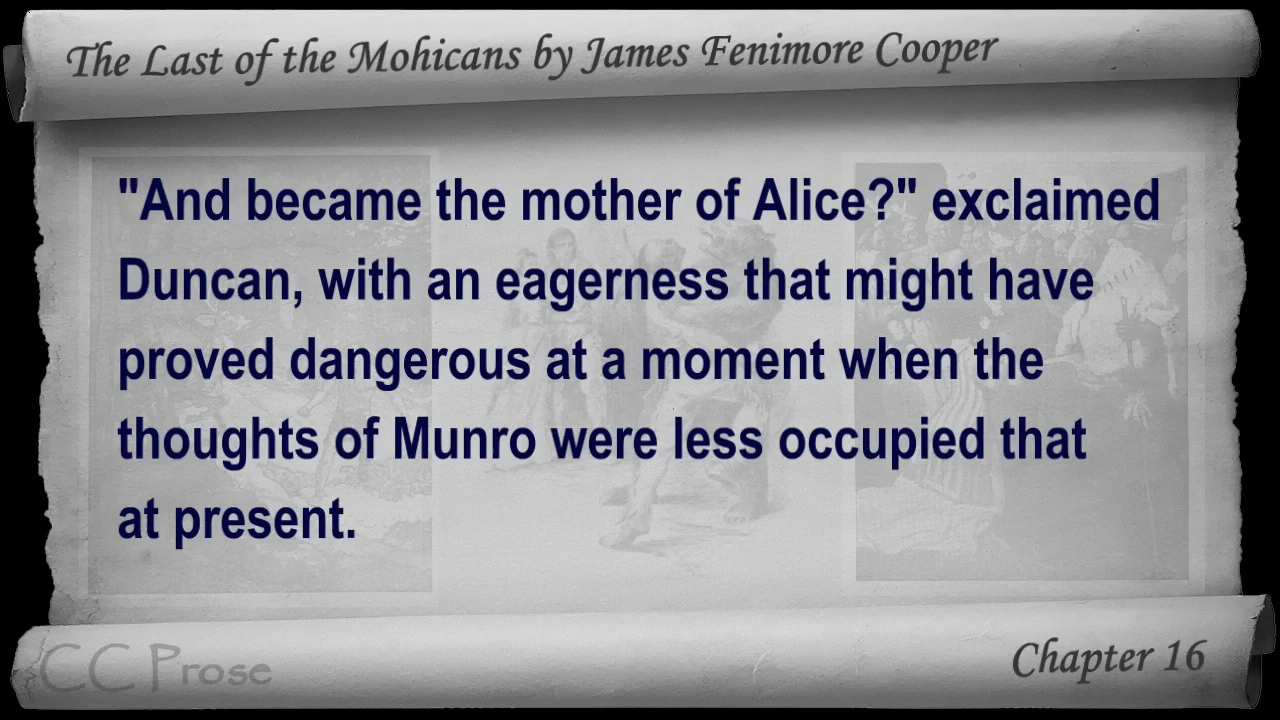 The Last of the Mohicans by James Fenimore Cooper
"And became the mother of Alice?" exclaimed
Duncan, with an eagerness that might have
proved dangerous at a moment when the
thoughts of Munro were less occupied that
at present.
CC Prose
Chapter 16